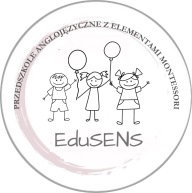 PRZEDSZKOLE ANGLOJĘZYCZNE Z ELEMENTAMI MONTESSORI
EduSENS